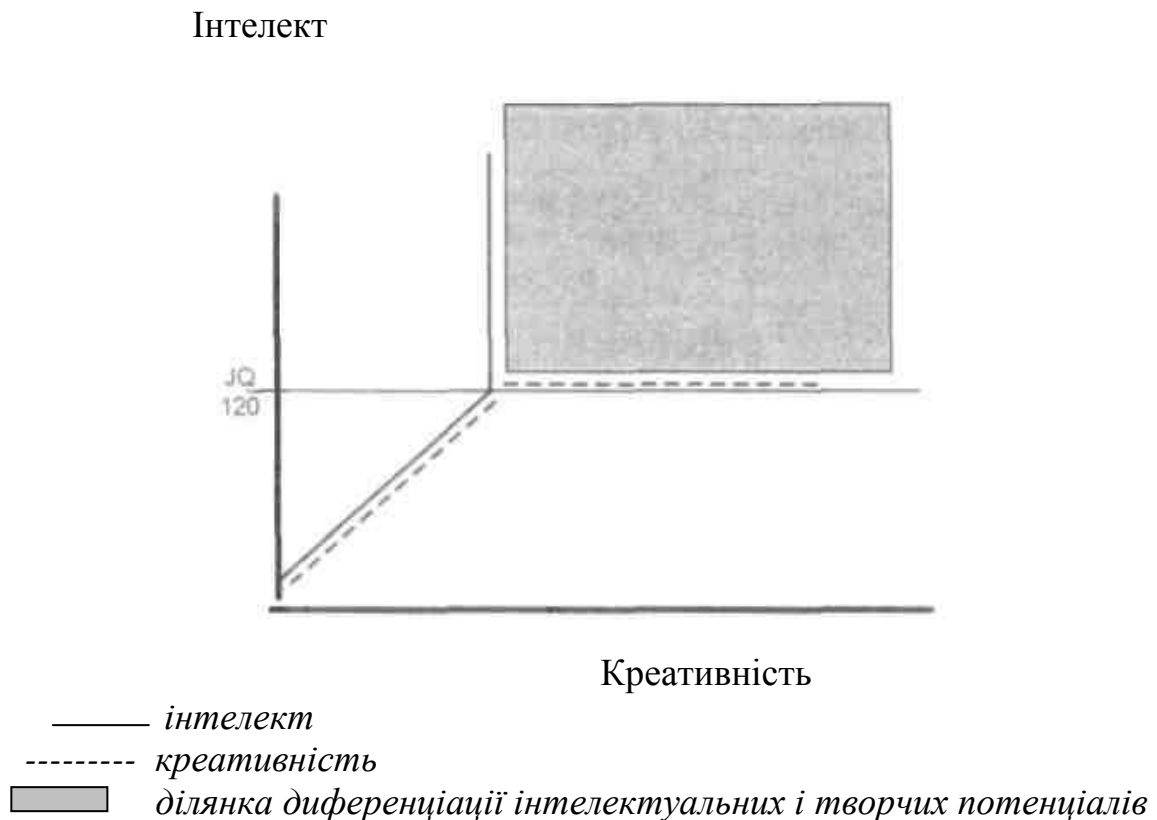 Інтелект
JQ
120
Креативність
інтелект
креативність
ділянка диференціації інтелектуальних і творчих потенціалів